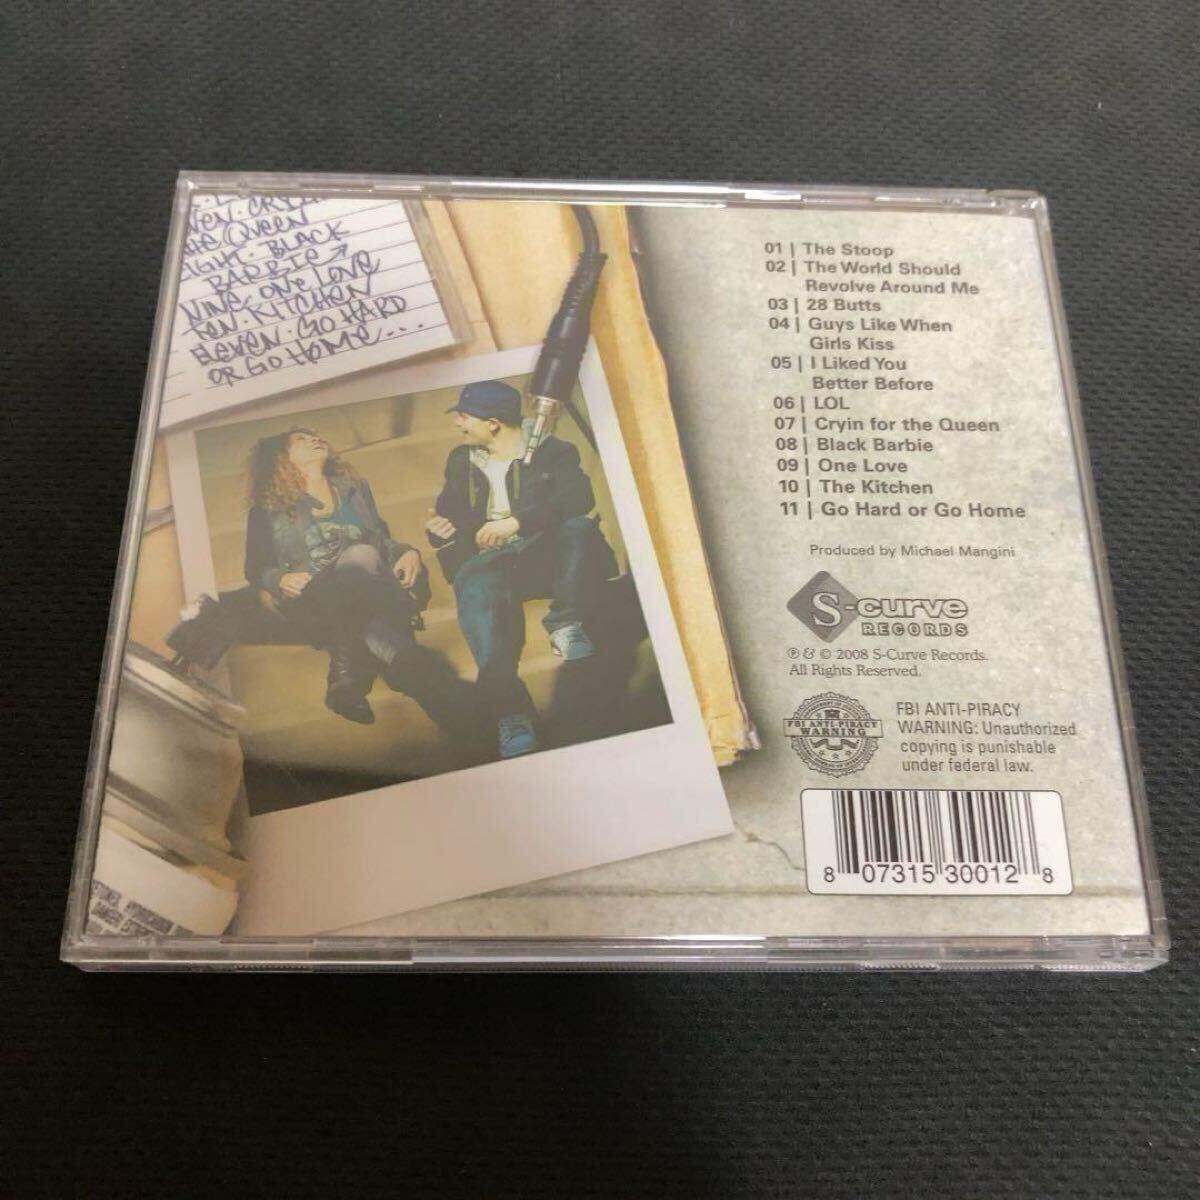 THE QUEEN
BLACK
BARBIE
NINE. ONE LOVE
TEN. KITCHEN
ELEVEN. GO HARD
OR GO HOME...
01 | The Stoop
02 | The World Should
Revolve Around Me
03 | 28 Butts
04 | Guys Like When
Girls Kiss
05 | I Liked You
Better Before
06 | LOL
07 | Cryin for the Queen
08 | Black Barbie
09 | One Love
10 | The Kitchen
11 | Go Hard or Go Home
Produced by Michael Mangini
S-curve
RECORDS
℗ & © 2008 S-Curve Records.
All Rights Reserved.
FBI ANTI-PIRACY
WARNING
FBI ANTI-PIRACY
WARNING: Unauthorized
copying is punishable
under federal law.
8 07315 30012 8